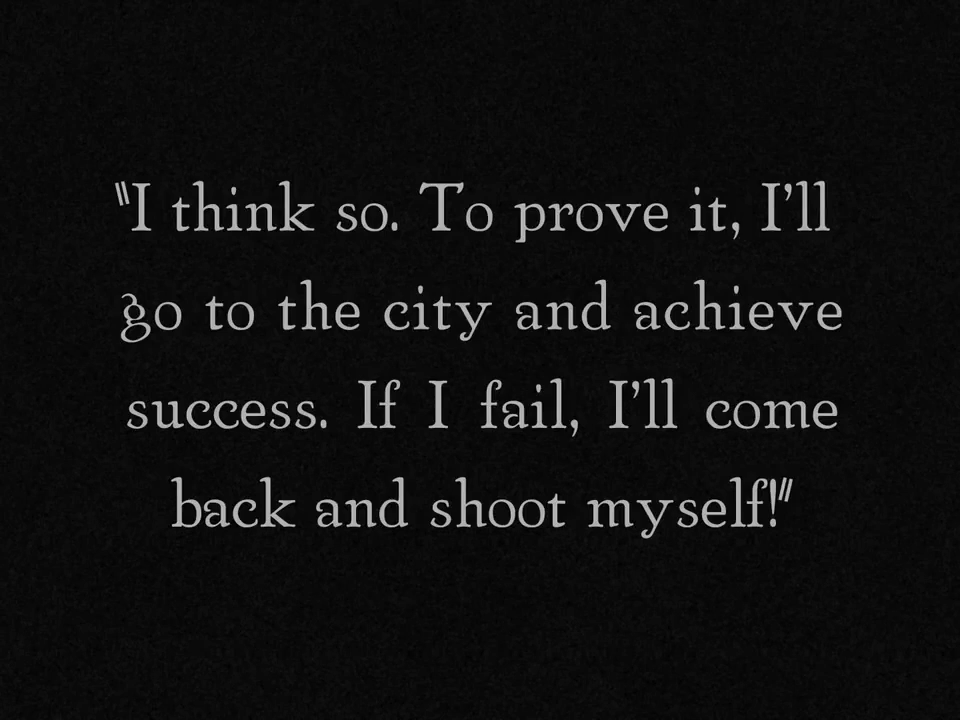 "I think so. To prove it, I'll
go to the city and achieve
success. If I fail, I'll come
back and shoot myself!"